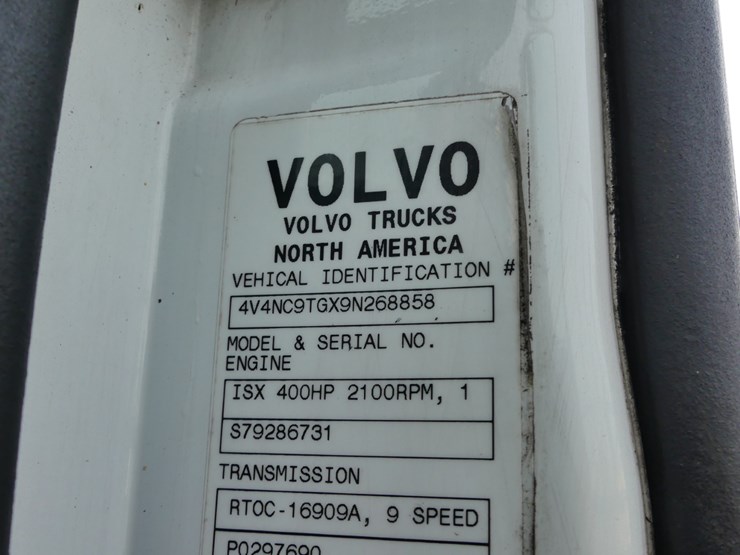 VOLVO
VOLVO TRUCKS
NORTH AMERICA
VEHICAL IDENTIFICATION #
4V4NC9TGX9N268858
MODEL & SERIAL NO.
ENGINE
ISX 400HP 2100RPM, 1
S79286731
TRANSMISSION
RTOC-16909A, 9 SPEED
P0297690